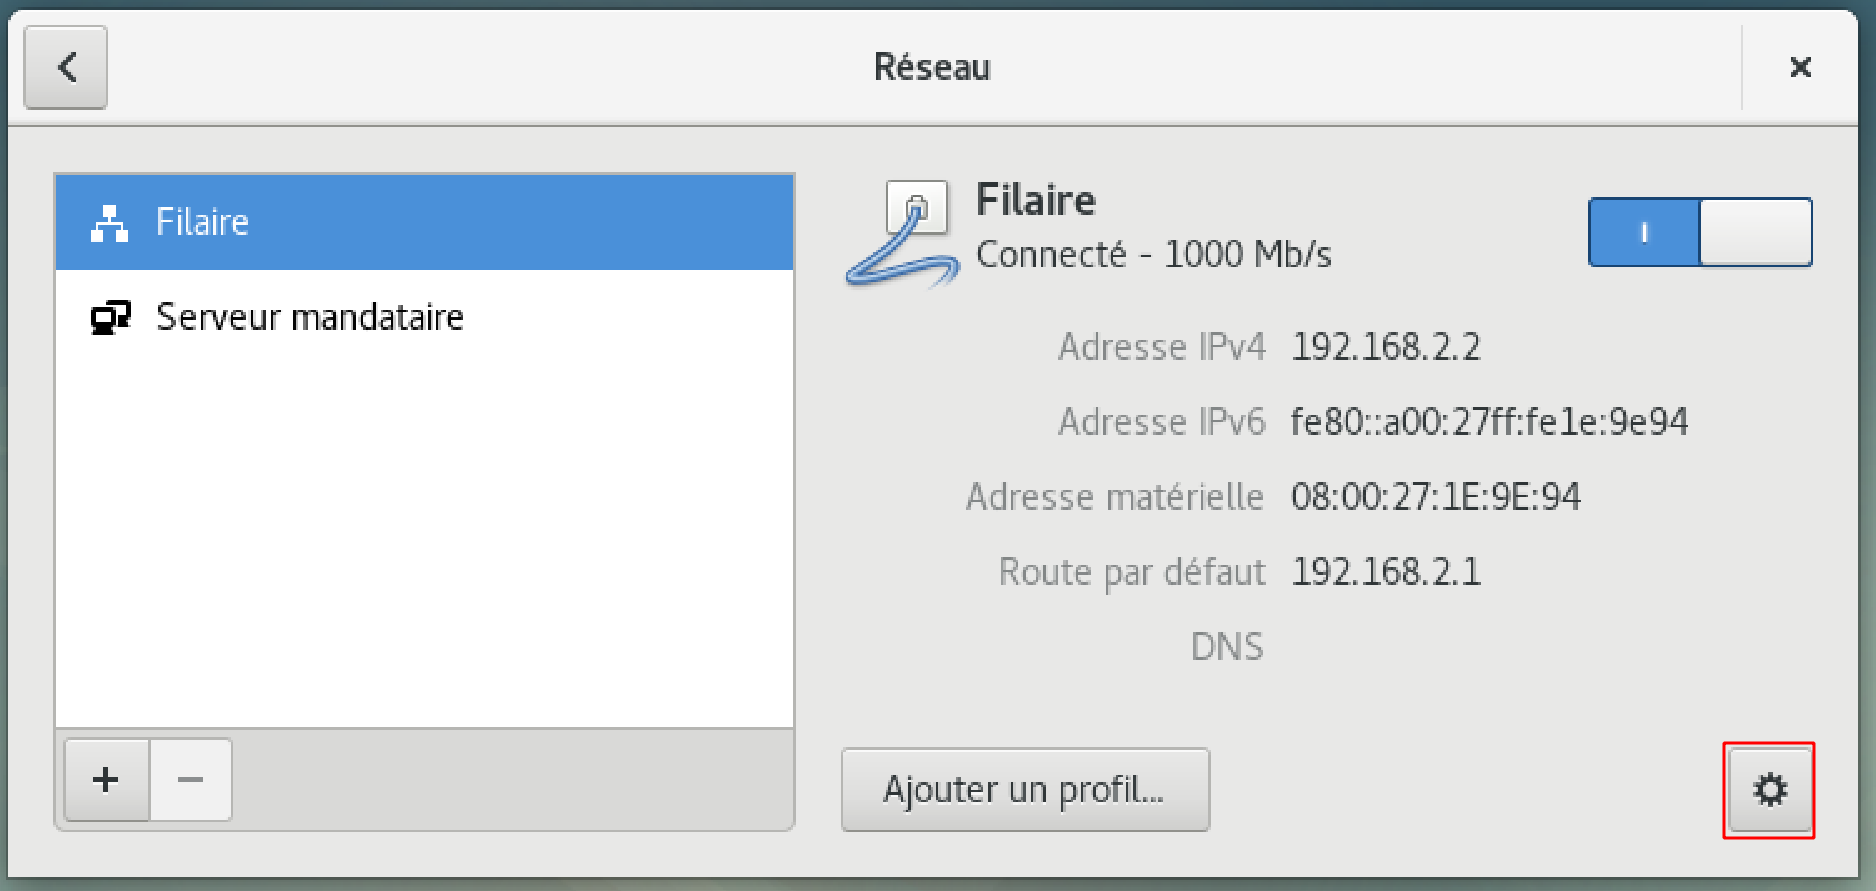 Réseau
Filaire
Serveur mandataire
Filaire
Connecté - 1000 Mb/s
Adresse IPv4 192.168.2.2
Adresse IPv6 fe80::a00:27ff:fe1e:9e94
Adresse matérielle 08:00:27:1E:9E:94
Route par défaut 192.168.2.1
DNS
Ajouter un profil...